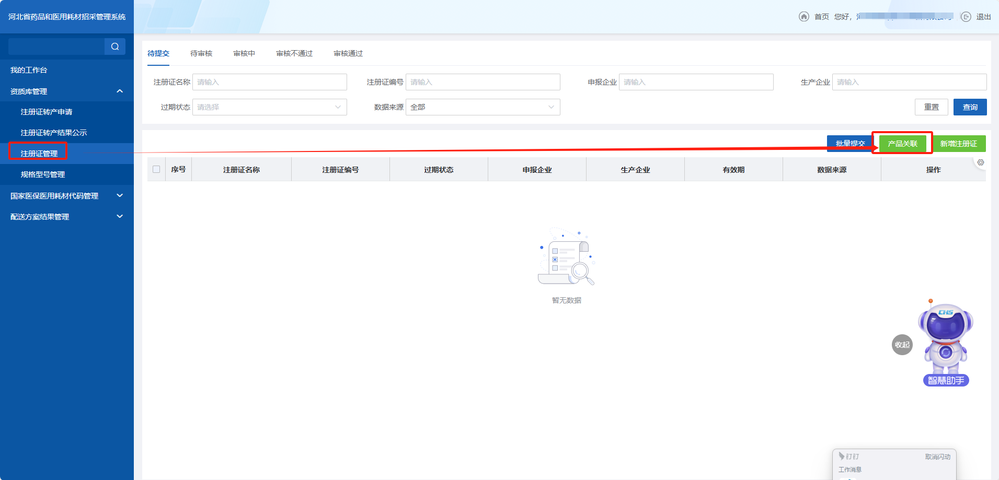 河北省药品和医用耗材招采管理系统
首页 您好，
退出
我的工作台
资质库管理
注册证转产申请
注册证转产结果公示
注册证管理
规格型号管理
国家医保医用耗材代码管理
配送方案结果管理
待提交 待审核 审核中 审核不通过 审核通过
注册证名称 请输入 注册证编号 请输入 申报企业 请输入 生产企业 请输入
过期状态 请选择 数据来源 全部 重置 查询
批量提交 产品关联 新增注册证
序号 注册证名称 注册证编号 过期状态 申报企业 生产企业 有效期 数据来源 操作
暂无数据
CHS
收起
智慧助手
钉钉 取消闪动
工作消息